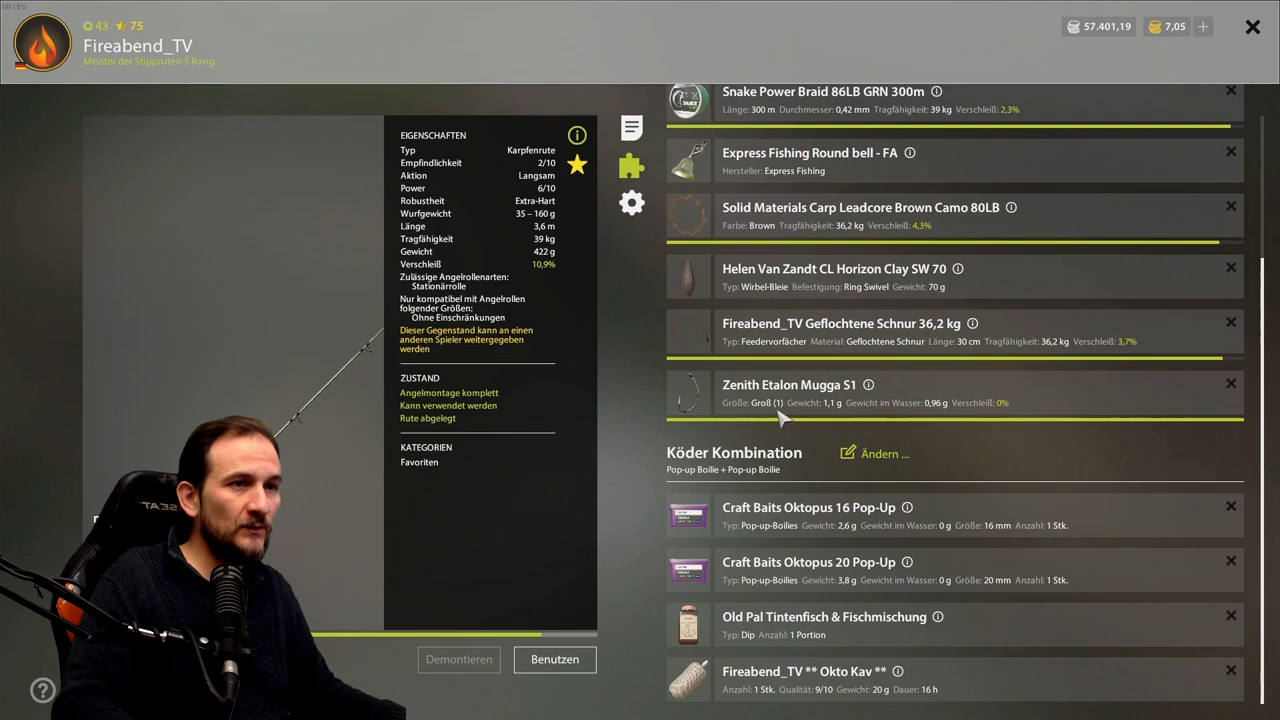 43 75
Fireabend_TV
Meister der Stippruten 5 Rang
57.401,19
7,05
EIGENSCHAFTEN
Typ Karpfenrute
Empfindlichkeit 2/10
Aktion Langsam
Power 6/10
Robustheit Extra-Hart
Wurfgewicht 35 – 160 g
Länge 3,6 m
Tragfähigkeit 39 kg
Gewicht 422 g
Verschleiß 10,9%
Zulässige Angelrollenarten:
Stationärrolle
Nur kompatibel mit Angelrollen
folgender Größen:
Ohne Einschränkungen
Dieser Gegenstand kann an einen
anderen Spieler weitergegeben
werden
ZUSTAND
Angelmontage komplett
Kann verwendet werden
Rute abgelegt
KATEGORIEN
Favoriten
Demontieren
Benutzen
Snake Power Braid 86LB GRN 300m
Länge: 300 m Durchmesser: 0,42 mm Tragfähigkeit: 39 kg Verschleiß: 2,3%
Express Fishing Round bell - FA
Hersteller: Express Fishing
Solid Materials Carp Leadcore Brown Camo 80LB
Farbe: Brown Tragfähigkeit: 36,2 kg Verschleiß: 4,3%
Helen Van Zandt CL Horizon Clay SW 70
Typ: Wirbel-Bleie Befestigung: Ring Swivel Gewicht: 70 g
Fireabend_TV Geflochtene Schnur 36,2 kg
Typ: Feedervorfächer Material: Geflochtene Schnur Länge: 30 cm Tragfähigkeit: 36,2 kg Verschleiß: 3,7%
Zenith Etalon Mugga S1
Größe: Groß (1) Gewicht: 1,1 g Gewicht im Wasser: 0,96 g Verschleiß: 0%
Köder Kombination
Ändern ...
Pop-up Boilie + Pop-up Boilie
Craft Baits Oktopus 16 Pop-Up
Typ: Pop-up-Boilies Gewicht: 2,6 g Gewicht im Wasser: 0 g Größe: 16 mm Anzahl: 1 Stk.
Craft Baits Oktopus 20 Pop-Up
Typ: Pop-up-Boilies Gewicht: 3,8 g Gewicht im Wasser: 0 g Größe: 20 mm Anzahl: 1 Stk.
Old Pal Tintenfisch & Fischmischung
Typ: Dip Anzahl: 1 Portion
Fireabend_TV ** Okto Kav **
Anzahl: 1 Stk. Qualität: 9/10 Gewicht: 20 g Dauer: 16 h
SEAT